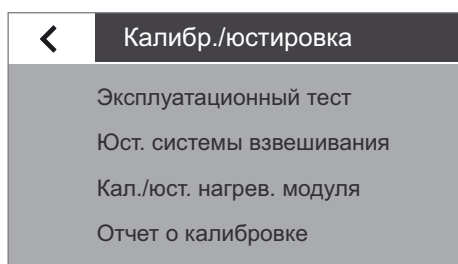 Калибр./юстировка
Эксплуатационный тест
Юст. системы взвешивания
Кал./юст. нагрев. модуля
Отчет о калибровке